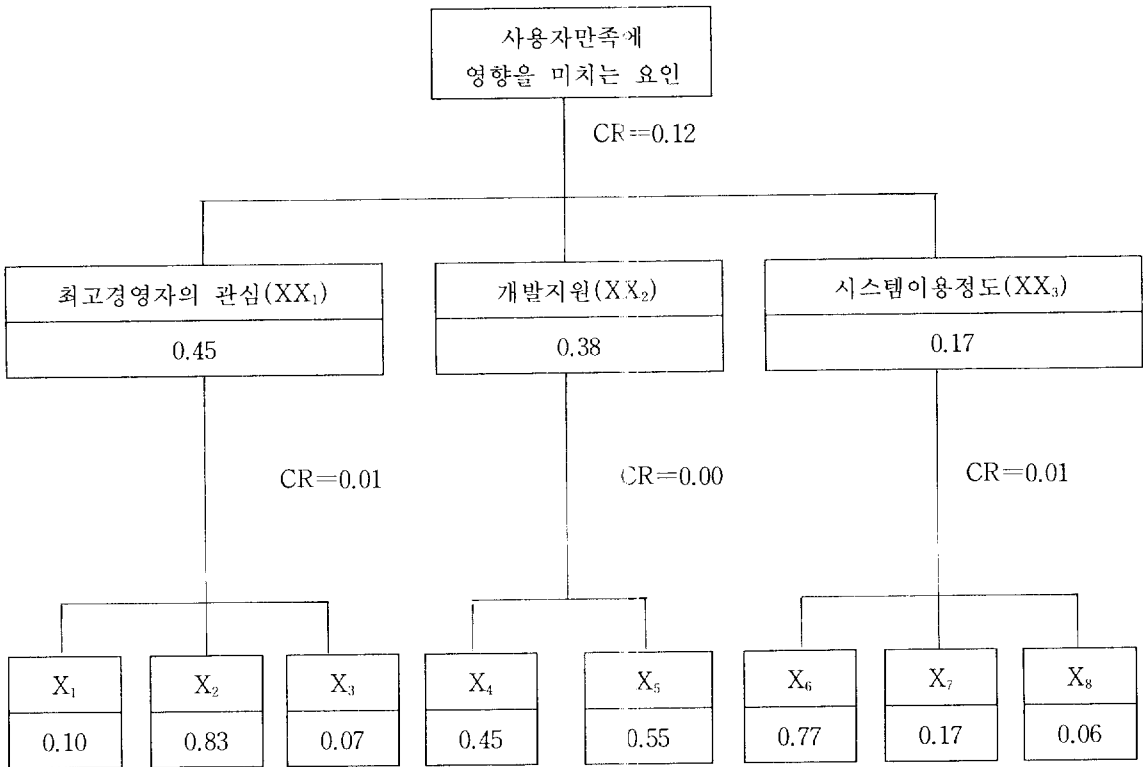 사용자만족에
영향을 미치는 요인
CR=0.12
최고경영자의 관심(XX₁)
0.45
개발지원(XX₂)
0.38
시스템이용정도(XX₃)
0.17
CR=0.01
CR=0.00
CR=0.01
X₁
X₂
X₃
X₄
X₅
X₆
X₇
X₈
0.10
0.83
0.07
0.45
0.55
0.77
0.17
0.06